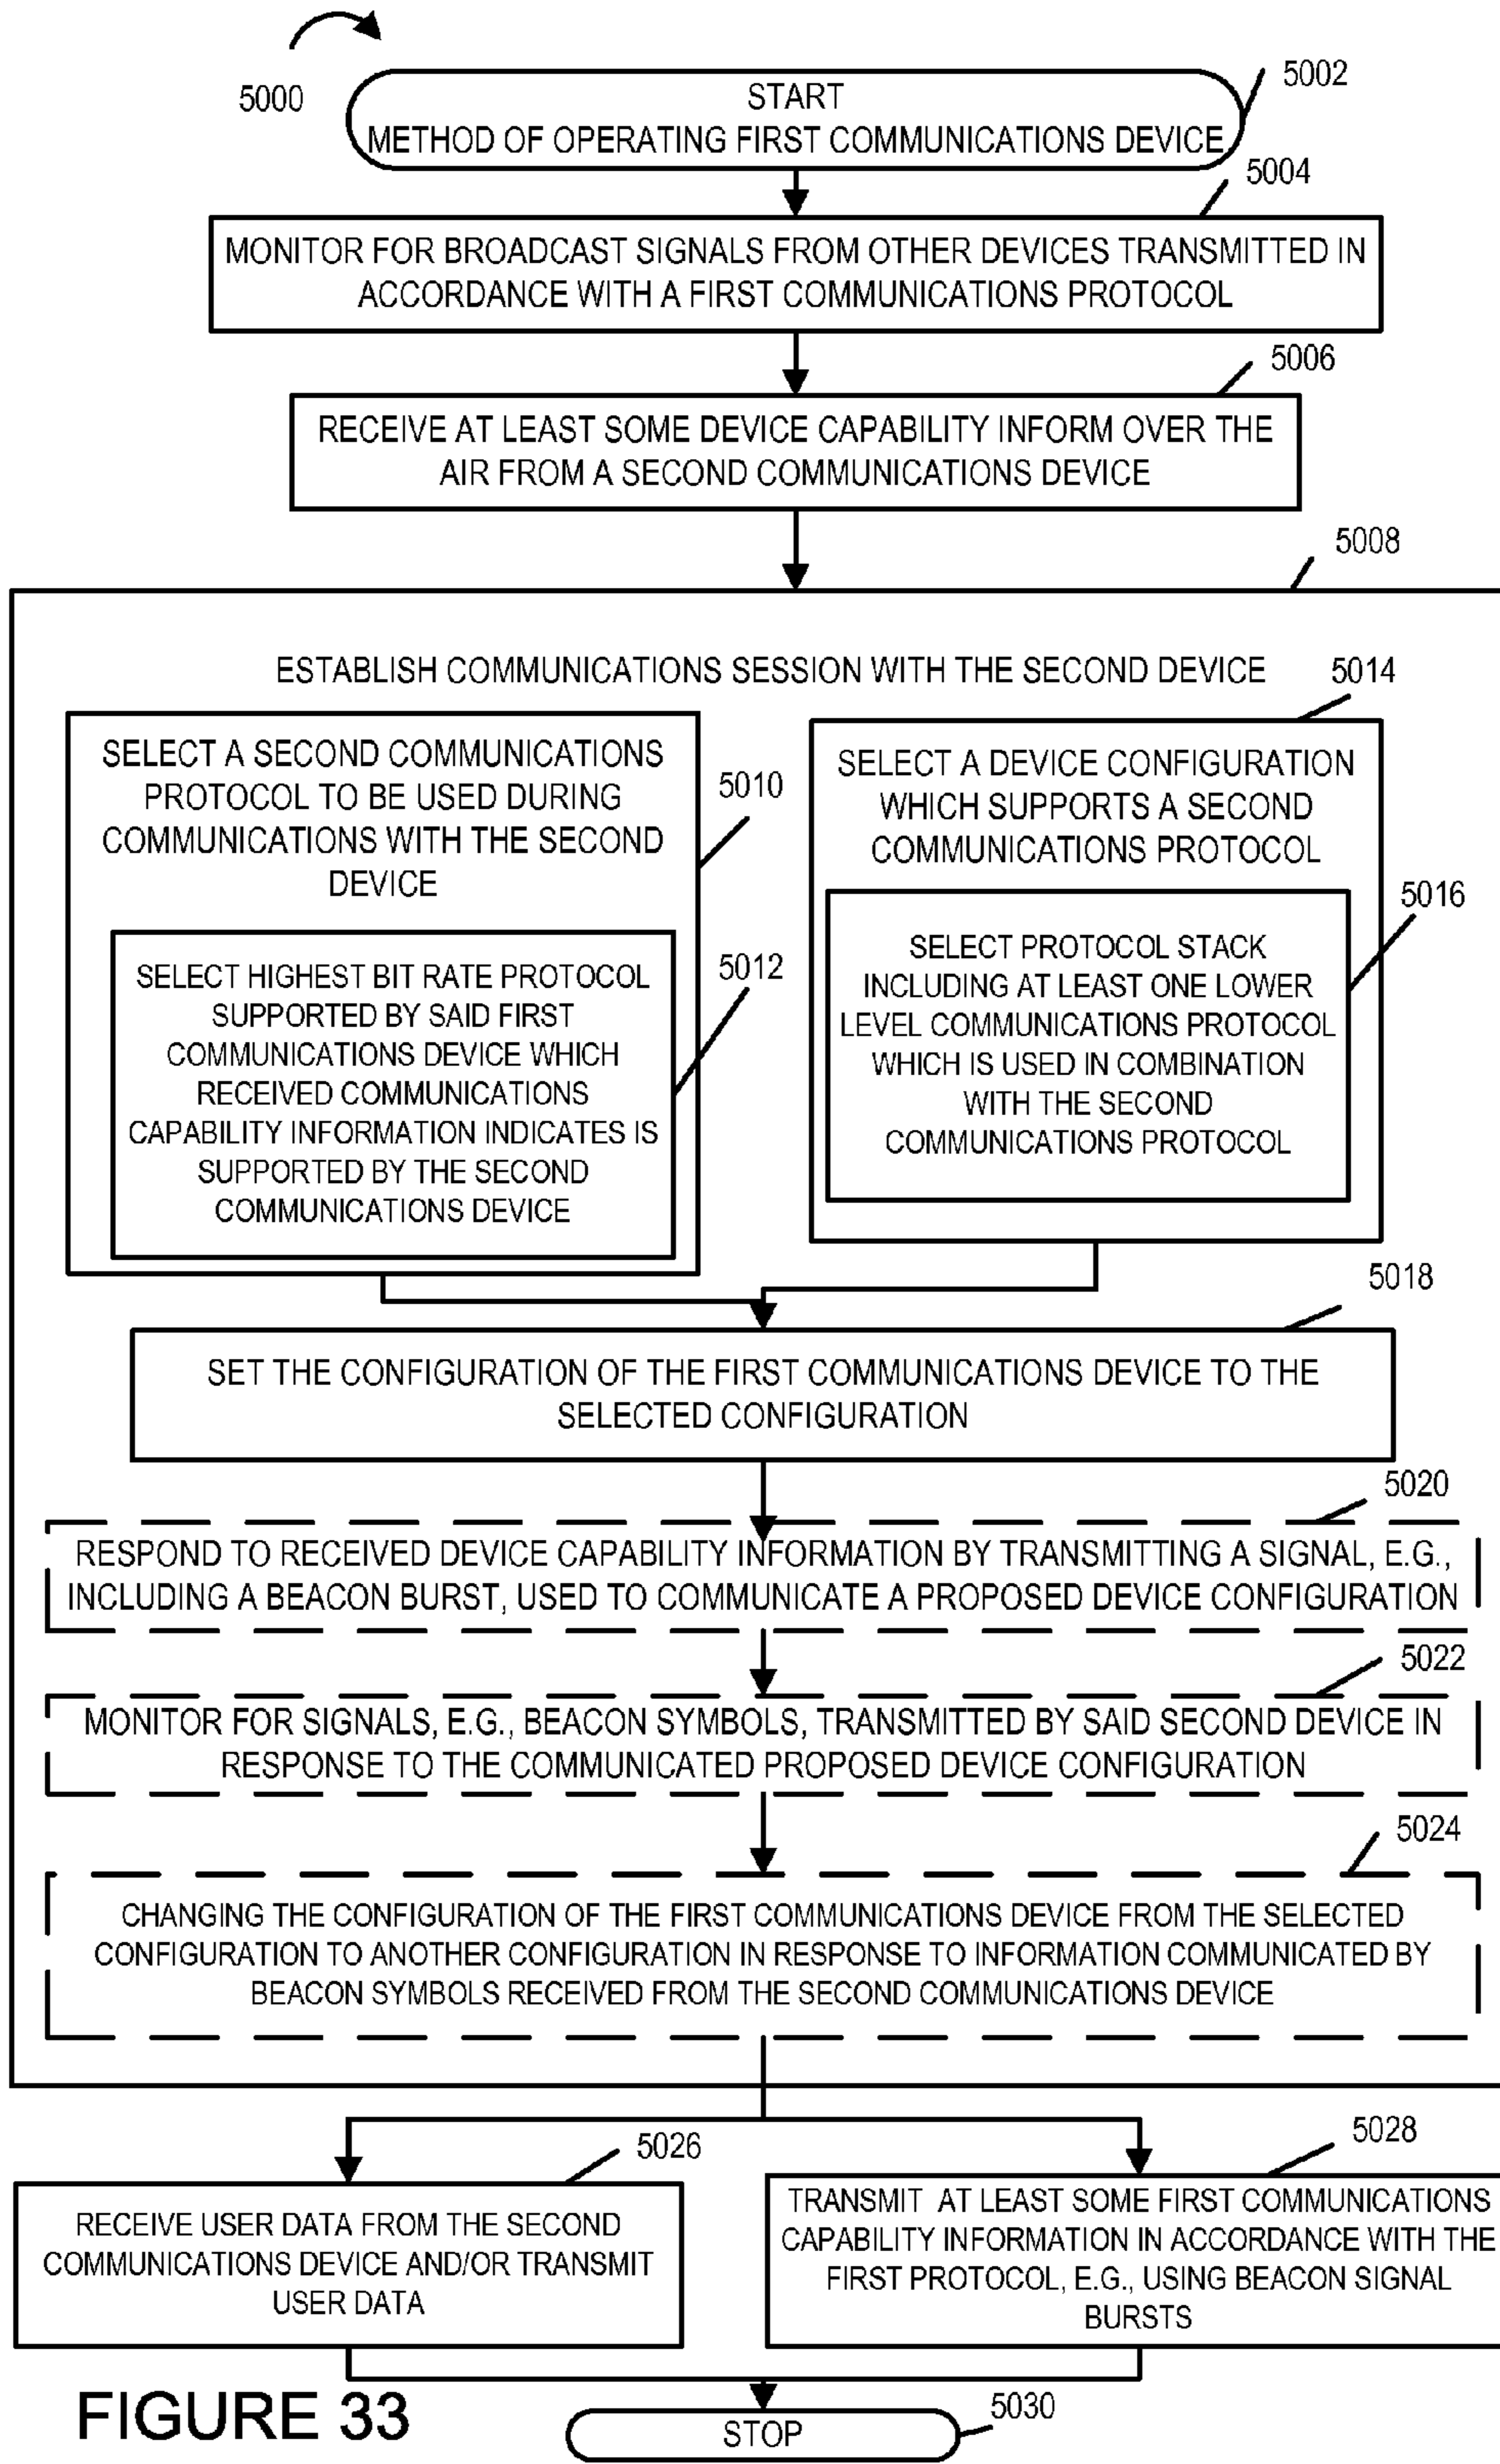 5000
START
METHOD OF OPERATING FIRST COMMUNICATIONS DEVICE
5002
5004
MONITOR FOR BROADCAST SIGNALS FROM OTHER DEVICES TRANSMITTED IN
ACCORDANCE WITH A FIRST COMMUNICATIONS PROTOCOL
5006
RECEIVE AT LEAST SOME DEVICE CAPABILITY INFORM OVER THE
AIR FROM A SECOND COMMUNICATIONS DEVICE
5008
ESTABLISH COMMUNICATIONS SESSION WITH THE SECOND DEVICE
SELECT A SECOND COMMUNICATIONS
PROTOCOL TO BE USED DURING
COMMUNICATIONS WITH THE SECOND
DEVICE
5010
SELECT HIGHEST BIT RATE PROTOCOL
SUPPORTED BY SAID FIRST
COMMUNICATIONS DEVICE WHICH
RECEIVED COMMUNICATIONS
CAPABILITY INFORMATION INDICATES IS
SUPPORTED BY THE SECOND
COMMUNICATIONS DEVICE
5012
5014
SELECT A DEVICE CONFIGURATION
WHICH SUPPORTS A SECOND
COMMUNICATIONS PROTOCOL
5016
SELECT PROTOCOL STACK
INCLUDING AT LEAST ONE LOWER
LEVEL COMMUNICATIONS PROTOCOL
WHICH IS USED IN COMBINATION
WITH THE SECOND
COMMUNICATIONS PROTOCOL
5018
SET THE CONFIGURATION OF THE FIRST COMMUNICATIONS DEVICE TO THE
SELECTED CONFIGURATION
5020
RESPOND TO RECEIVED DEVICE CAPABILITY INFORMATION BY TRANSMITTING A SIGNAL, E.G.,
INCLUDING A BEACON BURST, USED TO COMMUNICATE A PROPOSED DEVICE CONFIGURATION
5022
MONITOR FOR SIGNALS, E.G., BEACON SYMBOLS, TRANSMITTED BY SAID SECOND DEVICE IN
RESPONSE TO THE COMMUNICATED PROPOSED DEVICE CONFIGURATION
5024
CHANGING THE CONFIGURATION OF THE FIRST COMMUNICATIONS DEVICE FROM THE SELECTED
CONFIGURATION TO ANOTHER CONFIGURATION IN RESPONSE TO INFORMATION COMMUNICATED BY
BEACON SYMBOLS RECEIVED FROM THE SECOND COMMUNICATIONS DEVICE
5026
RECEIVE USER DATA FROM THE SECOND
COMMUNICATIONS DEVICE AND/OR TRANSMIT
USER DATA
5028
TRANSMIT AT LEAST SOME FIRST COMMUNICATIONS
CAPABILITY INFORMATION IN ACCORDANCE WITH THE
FIRST PROTOCOL, E.G., USING BEACON SIGNAL
BURSTS
FIGURE 33
STOP
5030